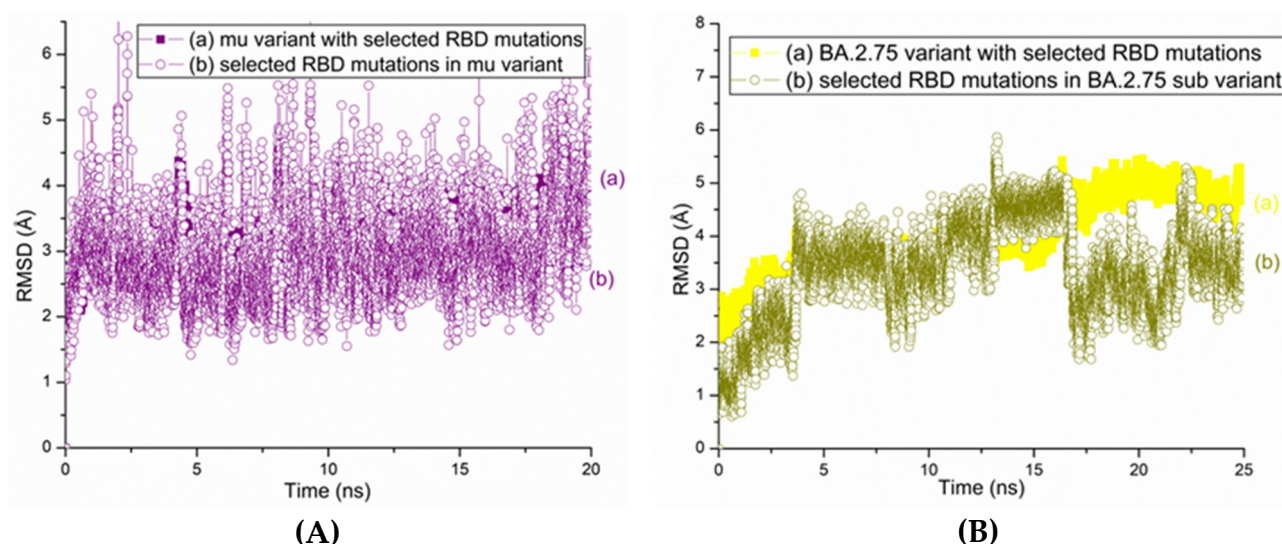 (a) mu variant with selected RBD mutations
(b) selected RBD mutations in mu variant
RMSD (Å)
6
5
4
3
2
1
0
(a)
(b)
0
5
10
15
20
Time (ns)
(A)
(a) BA.2.75 variant with selected RBD mutations
(b) selected RBD mutations in BA.2.75 sub variant
RMSD (Å)
8
7
6
5
4
3
2
1
0
(a)
(b)
0
5
10
15
20
25
Time (ns)
(B)